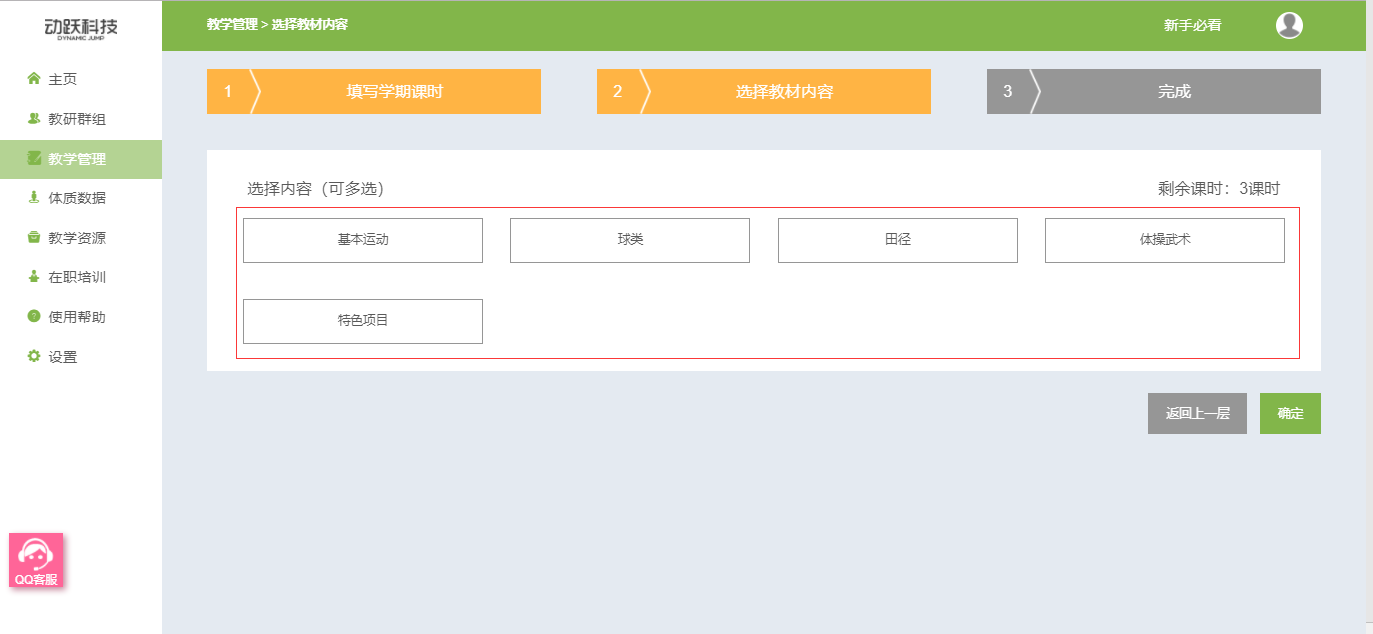 动跃科技
DYNAMIC JUMP
教学管理 > 选择教材内容
新手必看
主页
教研群组
教学管理
体质数据
教学资源
在职培训
使用帮助
设置
1 填写学期课时
2 选择教材内容
3 完成
选择内容（可多选）
剩余课时：3课时
基本运动
球类
田径
体操武术
特色项目
返回上一层
确定
QQ客服